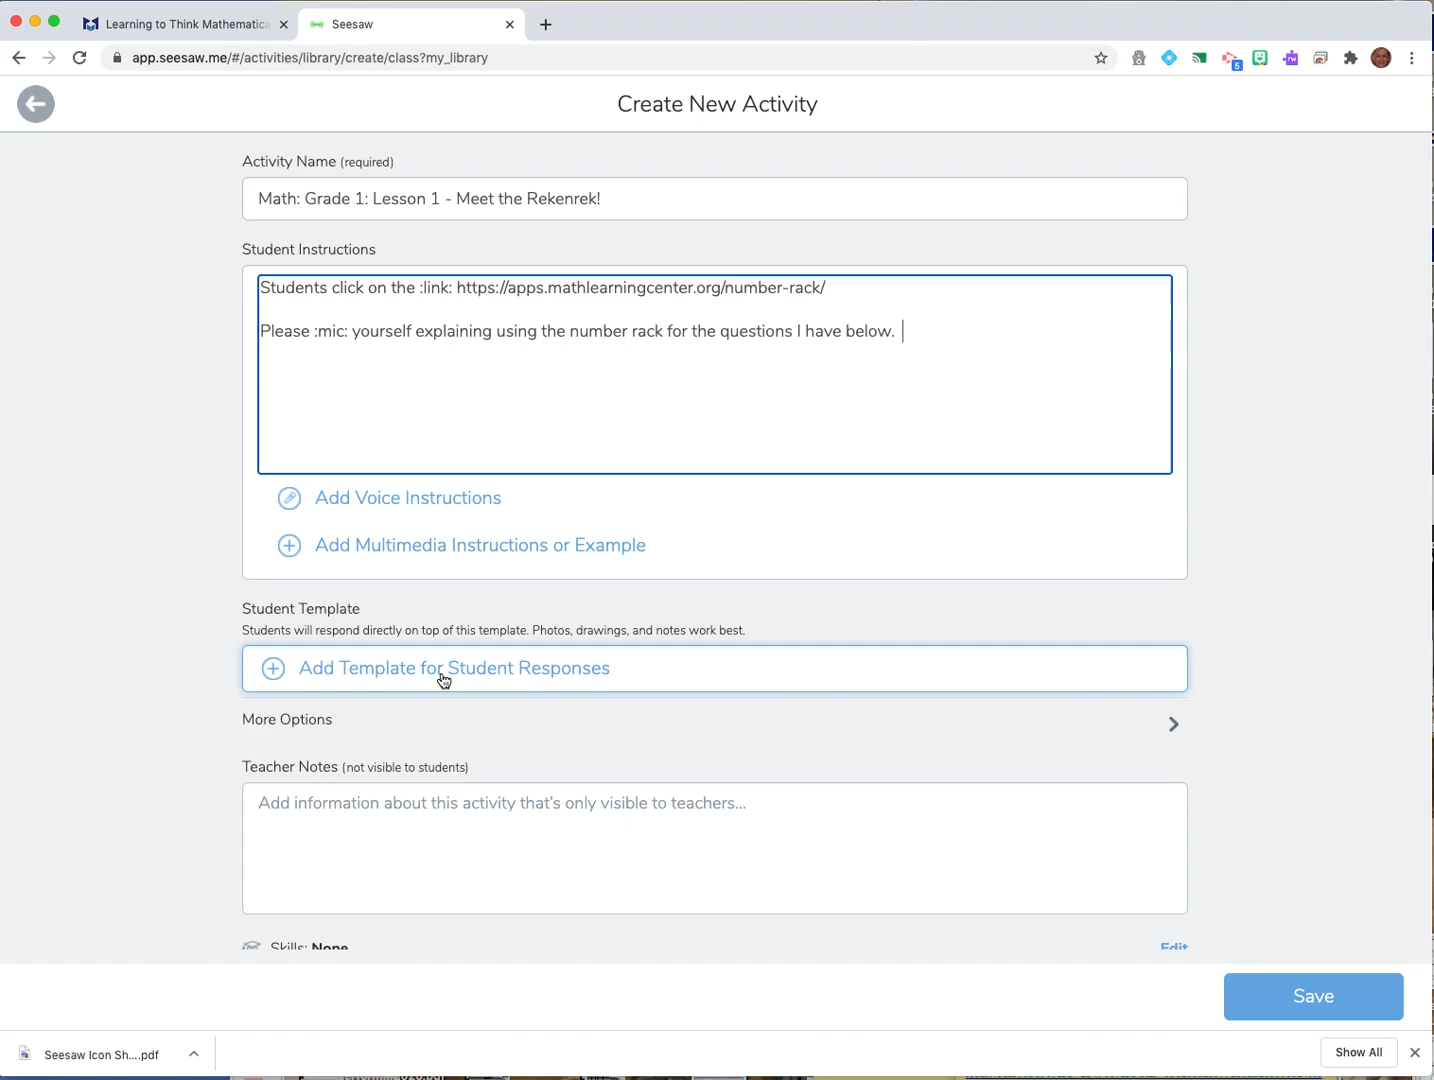 Learning to Think Mathematica
Seesaw
app.seesaw.me/#/activities/library/create/class?my_library
5
rw
Create New Activity
Activity Name (required)
Math: Grade 1: Lesson 1 - Meet the Rekenrek!
Student Instructions
Students click on the :link: https://apps.mathlearningcenter.org/number-rack/
Please :mic: yourself explaining using the number rack for the questions I have below.
Add Voice Instructions
Add Multimedia Instructions or Example
Student Template
Students will respond directly on top of this template. Photos, drawings, and notes work best.
Add Template for Student Responses
More Options
Teacher Notes (not visible to students)
Add information about this activity that's only visible to teachers...
Skills: None
Edit
Save
Seesaw Icon Sh....pdf
Show All